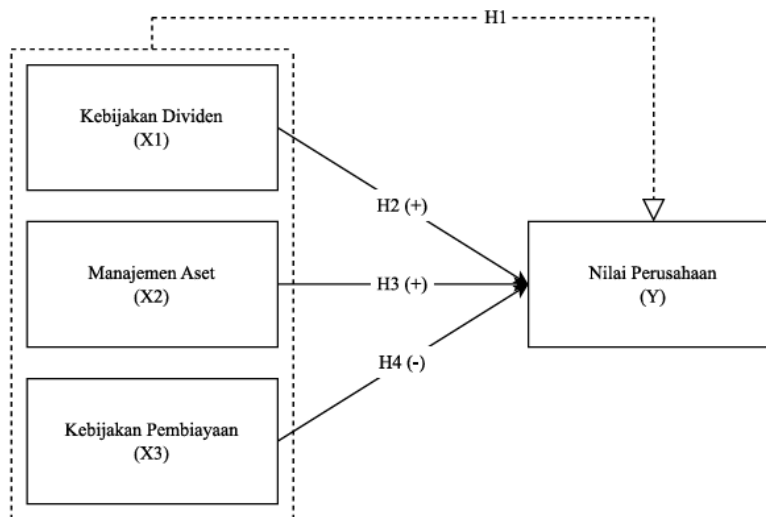 H1
Kebijakan Dividen
(X1)
H2 (+)
Manajemen Aset
(X2)
H3 (+)
Nilai Perusahaan
(Y)
H4 (-)
Kebijakan Pembiayaan
(X3)